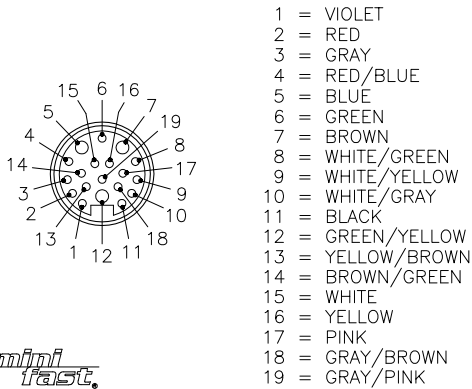 1 = VIOLET
2 = RED
3 = GRAY
4 = RED/BLUE
5 = BLUE
6 = GREEN
7 = BROWN
8 = WHITE/GREEN
9 = WHITE/YELLOW
10 = WHITE/GRAY
11 = BLACK
12 = GREEN/YELLOW
13 = YELLOW/BROWN
14 = BROWN/GREEN
15 = WHITE
16 = YELLOW
17 = PINK
18 = GRAY/BROWN
19 = GRAY/PINK
6
15 16
5 7
19
4 8
14 17
3 9
2 10
13 18
1 12 11
mini
fast®